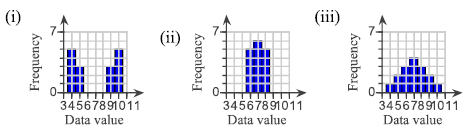 (i)
7
Frequency
0
34567891011
Data value
(ii)
7
Frequency
0
34567891011
Data value
(iii)
7
Frequency
0
34567891011
Data value